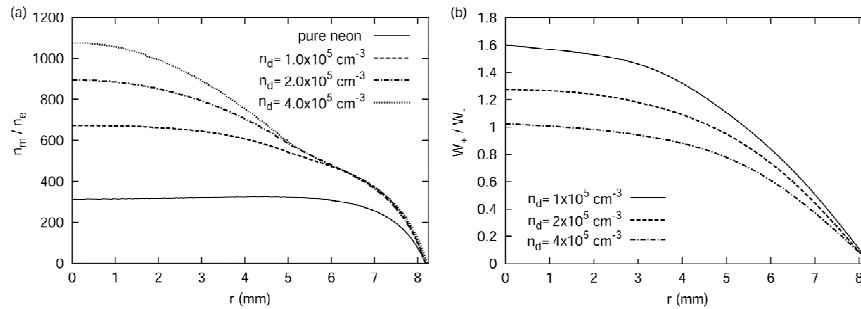 (a)
1200
1000
800
600
400
200
0
n_m / n_e
pure neon
n_d= 1.0x10^5 cm^-3
n_d= 2.0x10^5 cm^-3
n_d= 4.0x10^5 cm^-3
0 1 2 3 4 5 6 7 8
r (mm)
(b)
2
1.8
1.6
1.4
1.2
1
0.8
0.6
0.4
0.2
0
W_+ / W_-
n_d= 1x10^5 cm^-3
n_d= 2x10^5 cm^-3
n_d= 4x10^5 cm^-3
0 1 2 3 4 5 6 7 8
r (mm)